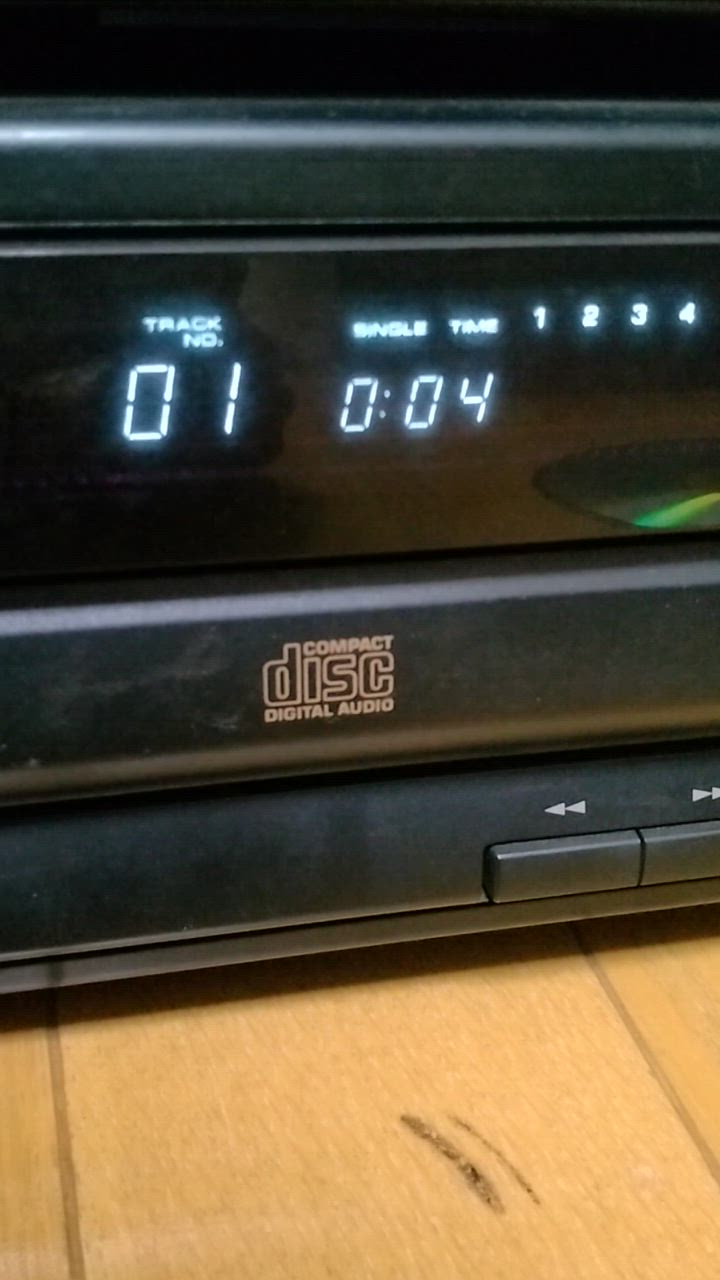 TRACK NO.
SINGLE TIME 1 2 3 4
01 0:04
COMPACT
disc
DIGITAL AUDIO